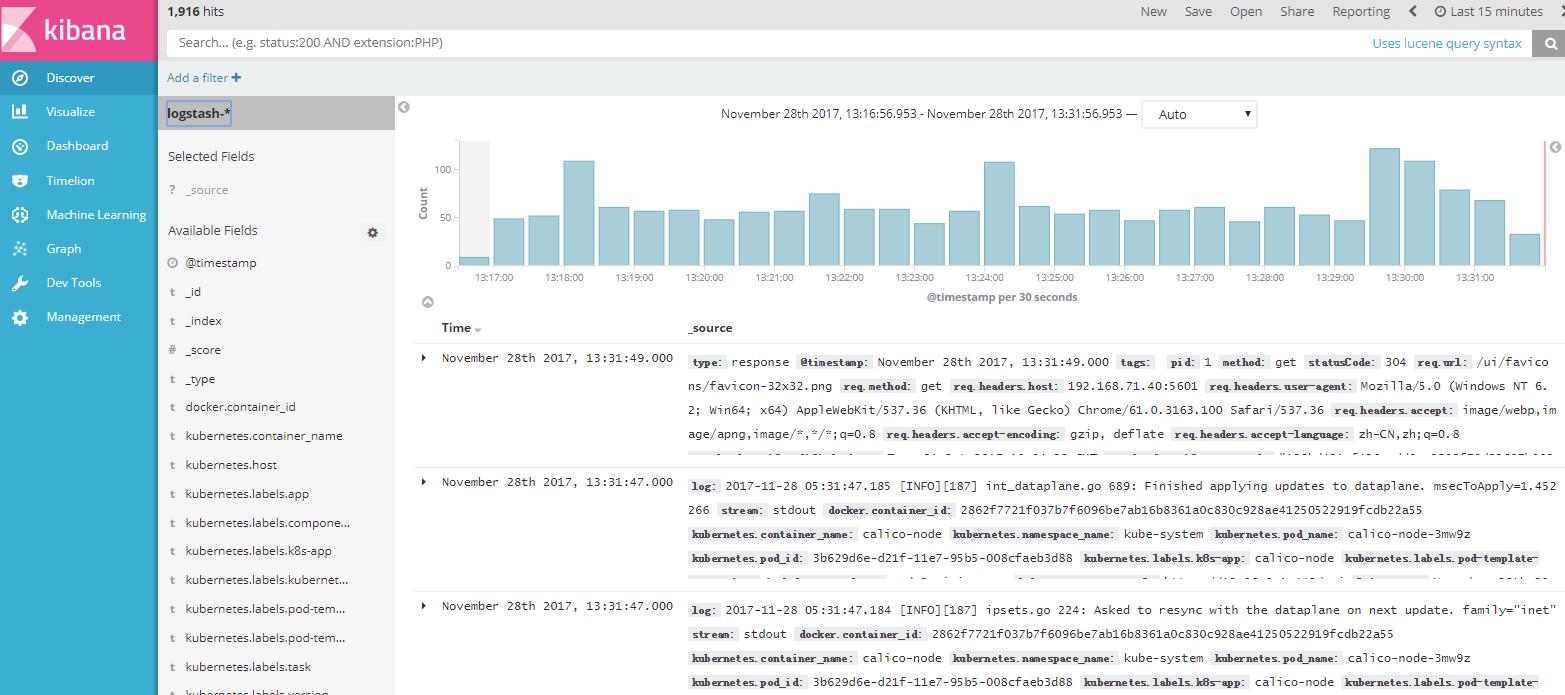 kibana
Discover
Visualize
Dashboard
Timelion
Machine Learning
Graph
Dev Tools
Management
1,916 hits
New Save Open Share Reporting Last 15 minutes
Search... (e.g. status:200 AND extension:PHP)
Uses lucene query syntax
Add a filter
logstash-*
Selected Fields
? _source
Available Fields
@timestamp
t _id
t _index
# _score
t _type
t docker.container_id
t kubernetes.container_name
t kubernetes.host
t kubernetes.labels.app
t kubernetes.labels.compone...
t kubernetes.labels.k8s-app
t kubernetes.labels.kubernet...
t kubernetes.labels.pod-tem...
t kubernetes.labels.pod-tem...
t kubernetes.labels.task
t kubernetes.labels.version
November 28th 2017, 13:16:56.953 - November 28th 2017, 13:31:56.953 — Auto
Count
100
50
0
13:17:00 13:18:00 13:19:00 13:20:00 13:21:00 13:22:00 13:23:00 13:24:00 13:25:00 13:26:00 13:27:00 13:28:00 13:29:00 13:30:00 13:31:00
@timestamp per 30 seconds
Time _source
November 28th 2017, 13:31:49.000
type: response @timestamp: November 28th 2017, 13:31:49.000 tags: pid: 1 method: get statusCode: 304 req.url: /ui/favico
ns/favicon-32x32.png req.method: get req.headers.host: 192.168.71.40:5601 req.headers.user-agent: Mozilla/5.0 (Windows NT 6.
2; Win64; x64) AppleWebKit/537.36 (KHTML, like Gecko) Chrome/61.0.3163.100 Safari/537.36 req.headers.accept: image/webp,im
age/apng,image/*,*/*;q=0.8 req.headers.accept-encoding: gzip, deflate req.headers.accept-language: zh-CN,zh;q=0.8
November 28th 2017, 13:31:47.000
log: 2017-11-28 05:31:47.185 [INFO][187] int_dataplane.go 689: Finished applying updates to dataplane. msecToApply=1.452
266 stream: stdout docker.container_id: 2862f7721f037b7f6096be7ab16b8361a0c830c928ae41250522919fcdb22a55
kubernetes.container_name: calico-node kubernetes.namespace_name: kube-system kubernetes.pod_name: calico-node-3mw9z
kubernetes.pod_id: 3b629d6e-d21f-11e7-95b5-008cfaeb3d88 kubernetes.labels.k8s-app: calico-node kubernetes.labels.pod-template-
November 28th 2017, 13:31:47.000
log: 2017-11-28 05:31:47.184 [INFO][187] ipsets.go 224: Asked to resync with the dataplane on next update. family="inet"
stream: stdout docker.container_id: 2862f7721f037b7f6096be7ab16b8361a0c830c928ae41250522919fcdb22a55
kubernetes.container_name: calico-node kubernetes.namespace_name: kube-system kubernetes.pod_name: calico-node-3mw9z
kubernetes.pod_id: 3b629d6e-d21f-11e7-95b5-008cfaeb3d88 kubernetes.labels.k8s-app: calico-node kubernetes.labels.pod-template-